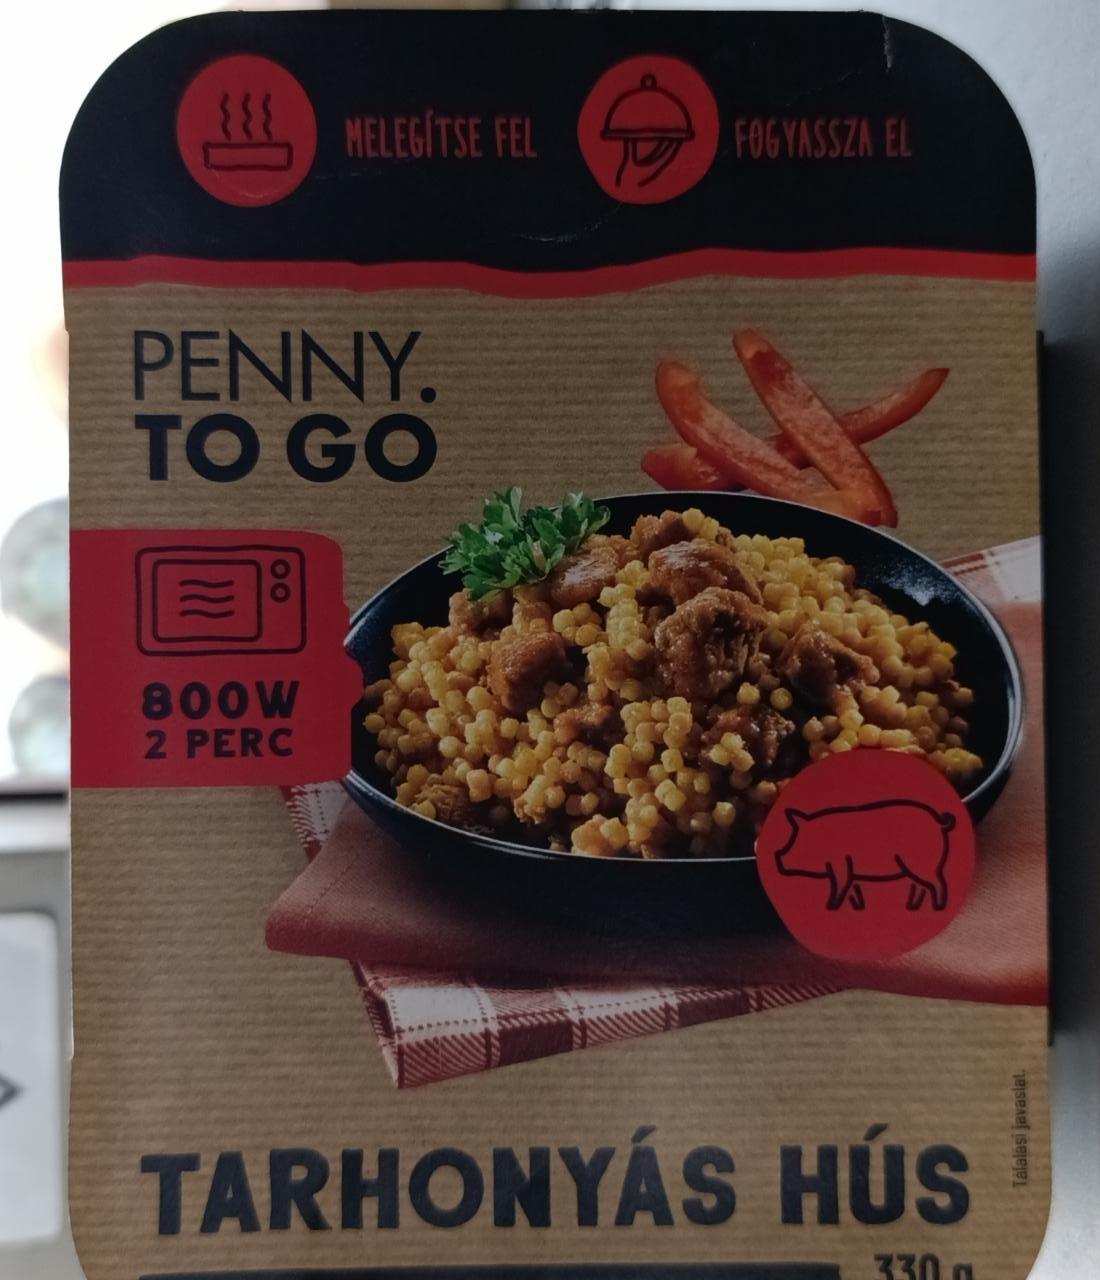 MELEGÍTSE FEL
FOGYASSZA EL
PENNY.
TO GO
800W
2 PERC
Tálalási javaslat.
TARHONYÁS HÚS
330 g